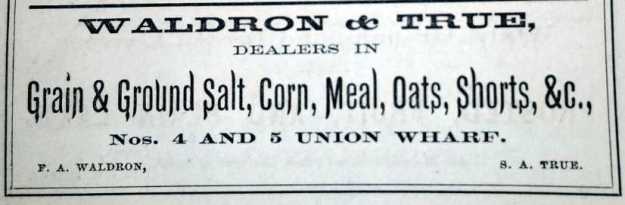 WALDRON & TRUE,
DEALERS IN
Grain & Ground Salt, Corn, Meal, Oats, Shorts, &c.,
Nos. 4 AND 5 UNION WHARF.
F. A. WALDRON, S. A. TRUE.